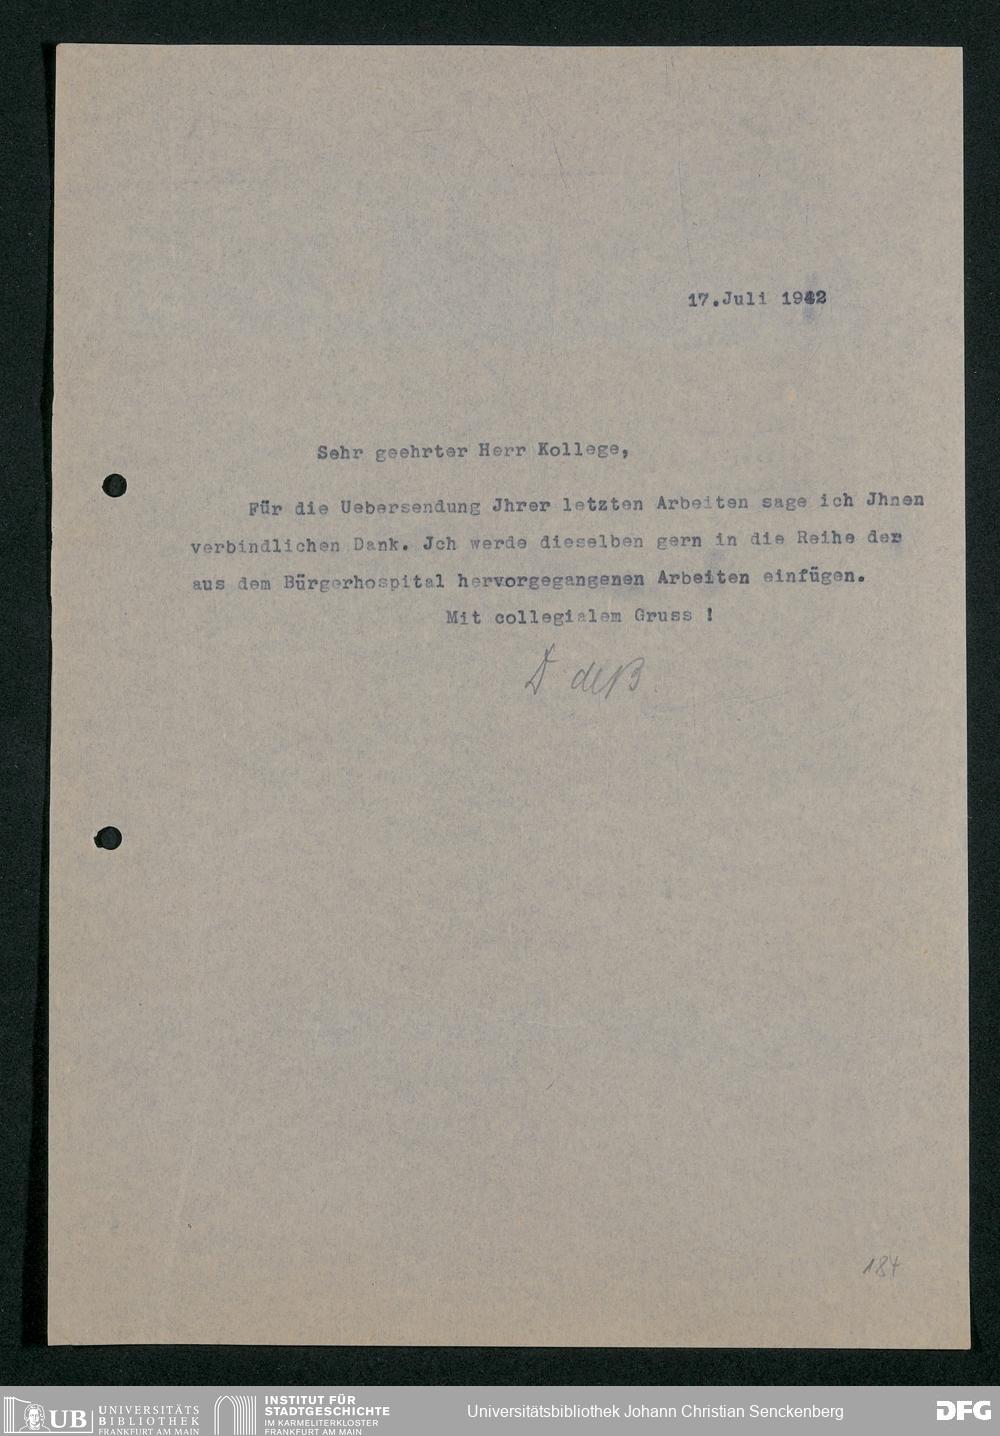 17.Juli 1942
Sehr geehrter Herr Kollege,
Für die Uebersendung Jhrer letzten Arbeiten sage ich Jhnen
verbindlichen Dank. Jch werde dieselben gern in die Reihe der
aus dem Bürgerhospital hervorgegangenen Arbeiten einfügen.
Mit collegialem Gruss !
D de B
184
UB UNIVERSITÄTS
BIBLIOTHEK
FRANKFURT AM MAIN
INSTITUT FÜR
STADTGESCHICHTE
IM KARMELITERKLOSTER
FRANKFURT AM MAIN
Universitätsbibliothek Johann Christian Senckenberg
DFG